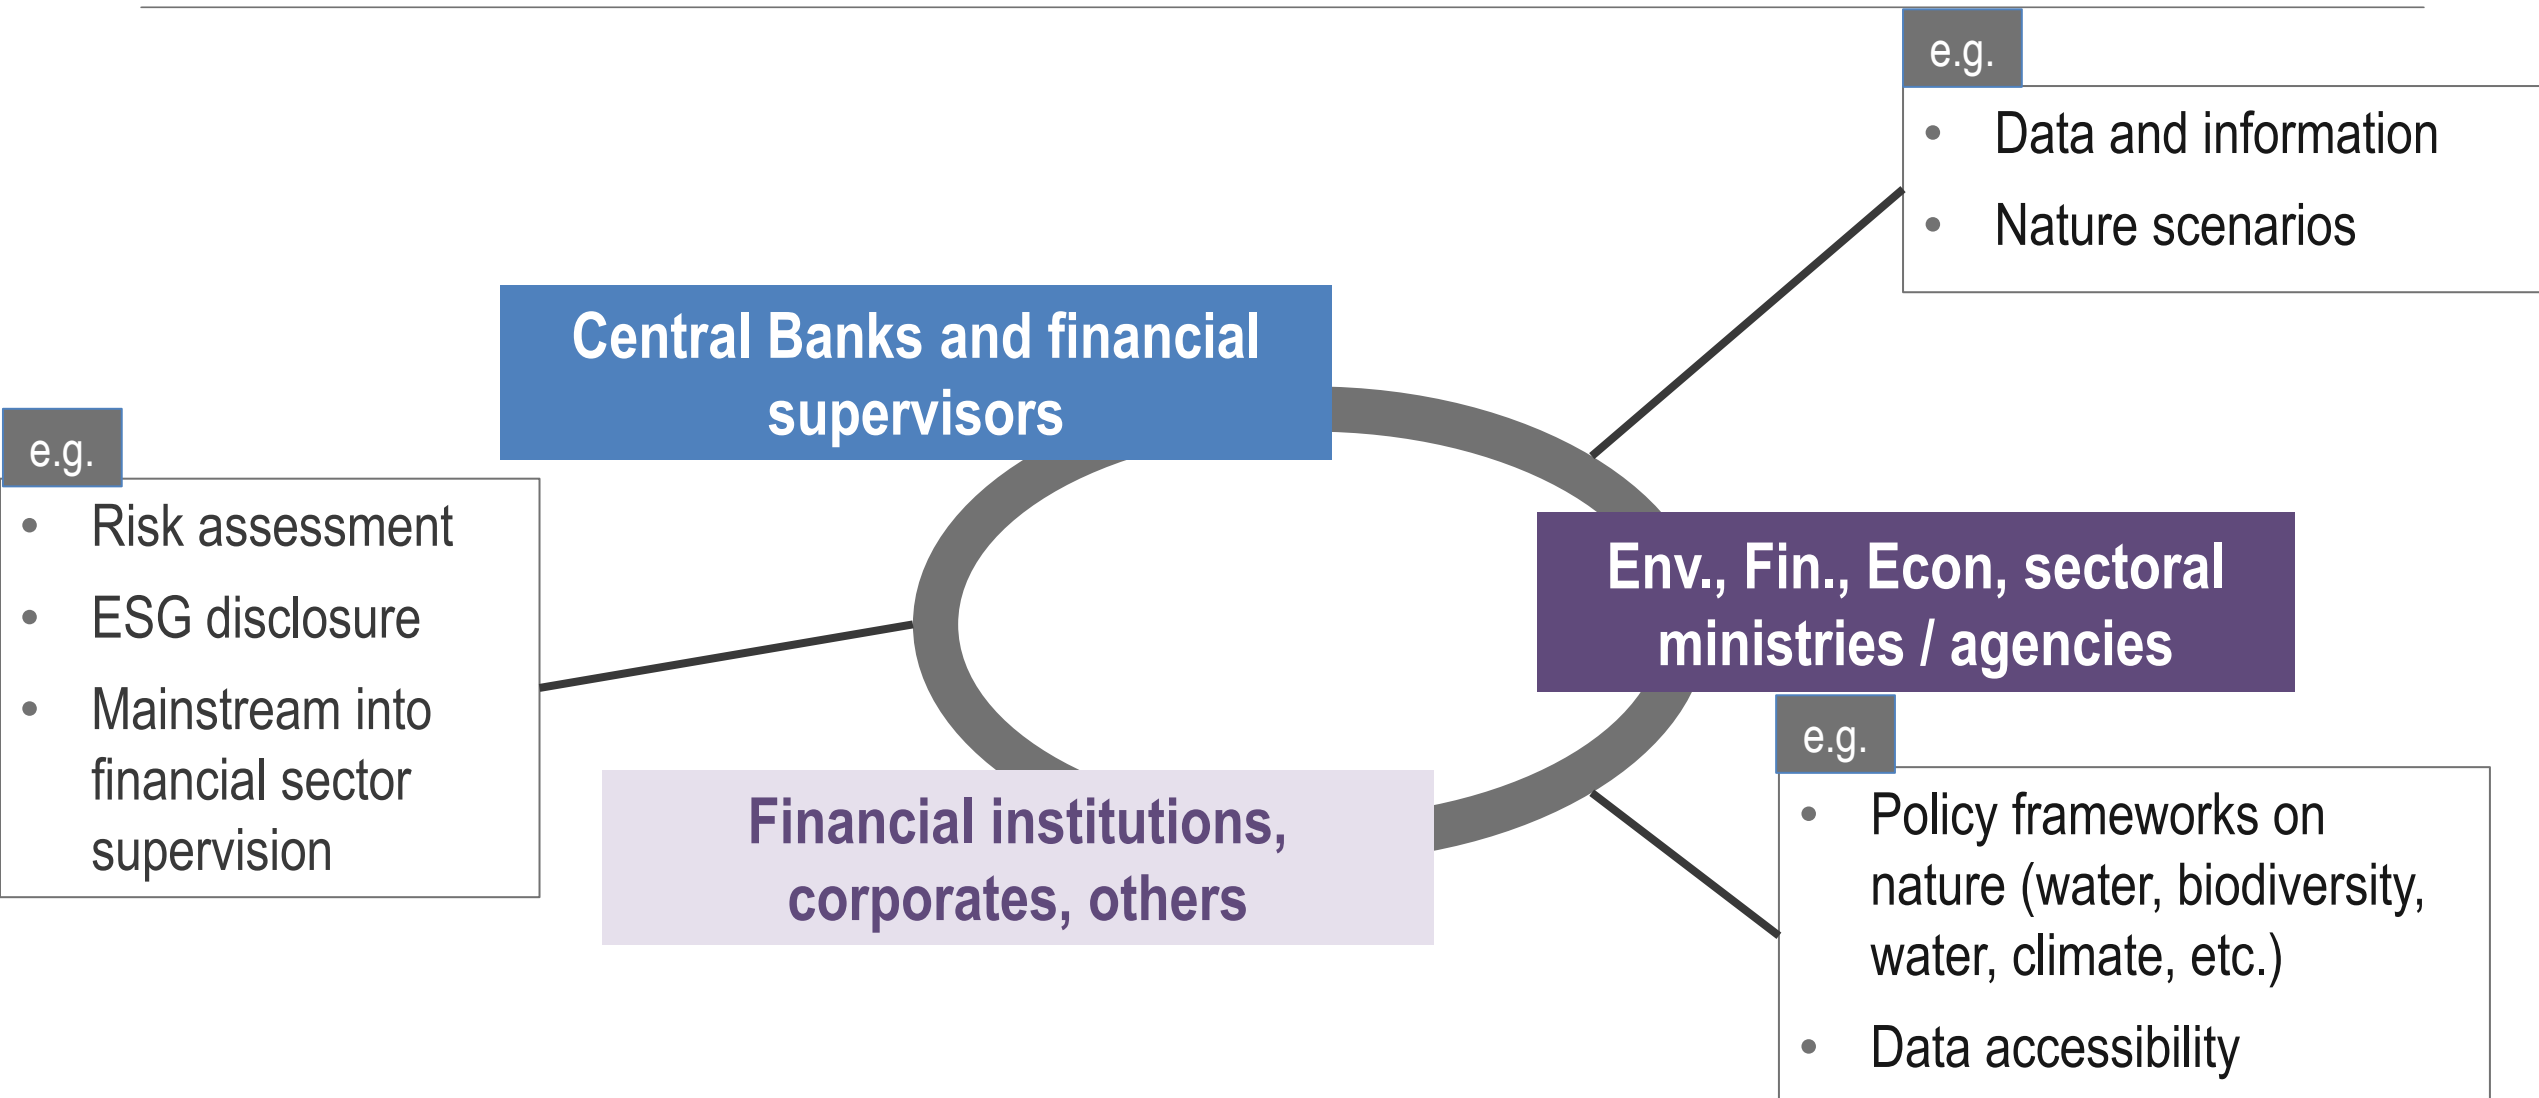 e.g.
• Data and information
• Nature scenarios
Central Banks and financial
supervisors
e.g.
• Risk assessment
• ESG disclosure
• Mainstream into
financial sector
supervision
Env., Fin., Econ, sectoral
ministries / agencies
Financial institutions,
corporates, others
e.g.
• Policy frameworks on
nature (water, biodiversity,
water, climate, etc.)
• Data accessibility